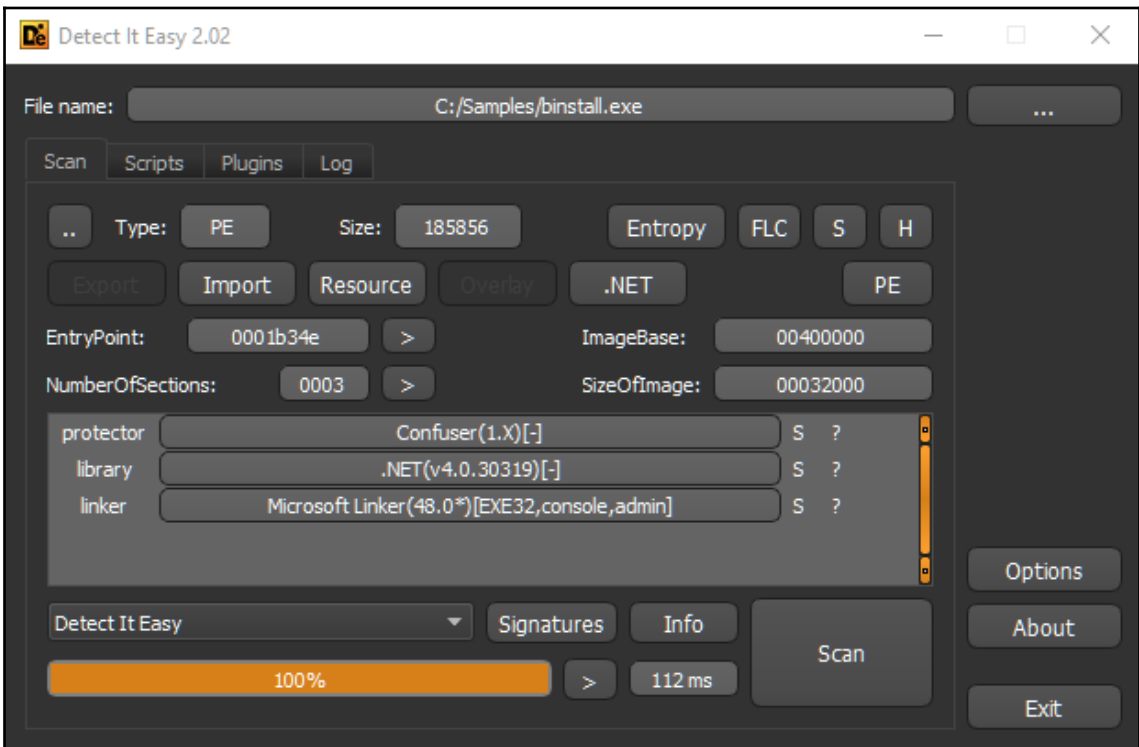 Detect It Easy 2.02
File name: C:/Samples/binstall.exe ...
Scan Scripts Plugins Log
.. Type: PE Size: 185856 Entropy FLC S H
Export Import Resource Overlay .NET PE
EntryPoint: 0001b34e > ImageBase: 00400000
NumberOfSections: 0003 > SizeOfImage: 00032000
protector Confuser(1.X)[-] S ?
library .NET(v4.0.30319)[-] S ?
linker Microsoft Linker(48.0*)[EXE32,console,admin] S ?
Options
Detect It Easy Signatures Info Scan About
100% > 112 ms
Exit